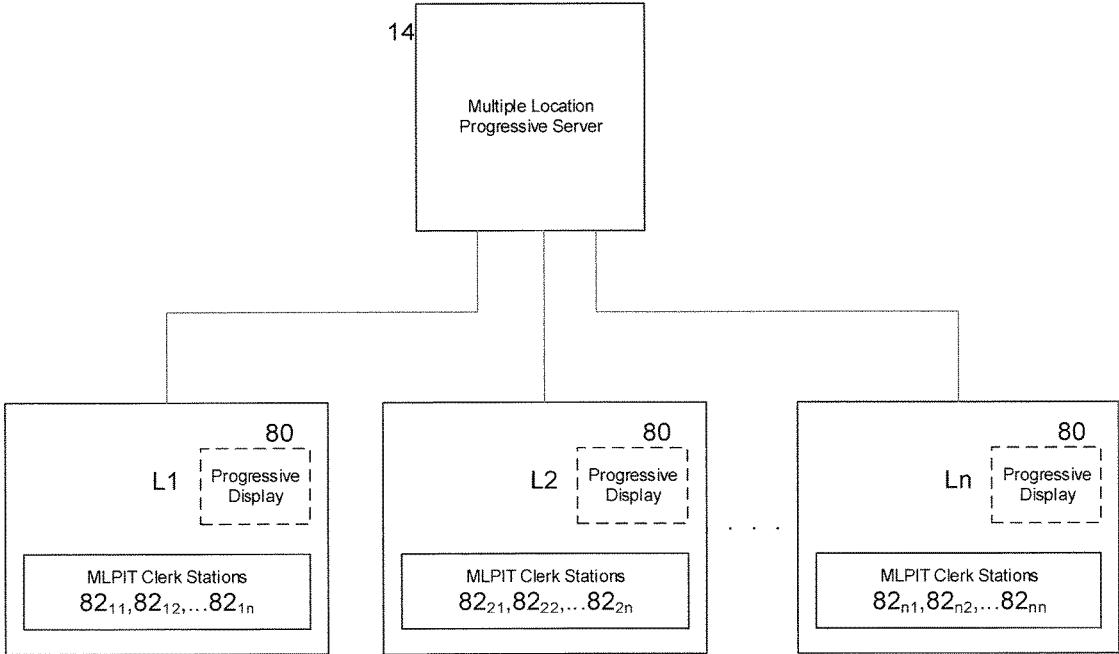 14
Multiple Location
Progressive Server
80
L1
Progressive
Display
MLPIT Clerk Stations
82₁₁,82₁₂,...82₁ₙ
80
L2
Progressive
Display
MLPIT Clerk Stations
82₂₁,82₂₂,...82₂ₙ
. . .
80
Ln
Progressive
Display
MLPIT Clerk Stations
82ₙ₁,82ₙ₂,...82ₙₙ